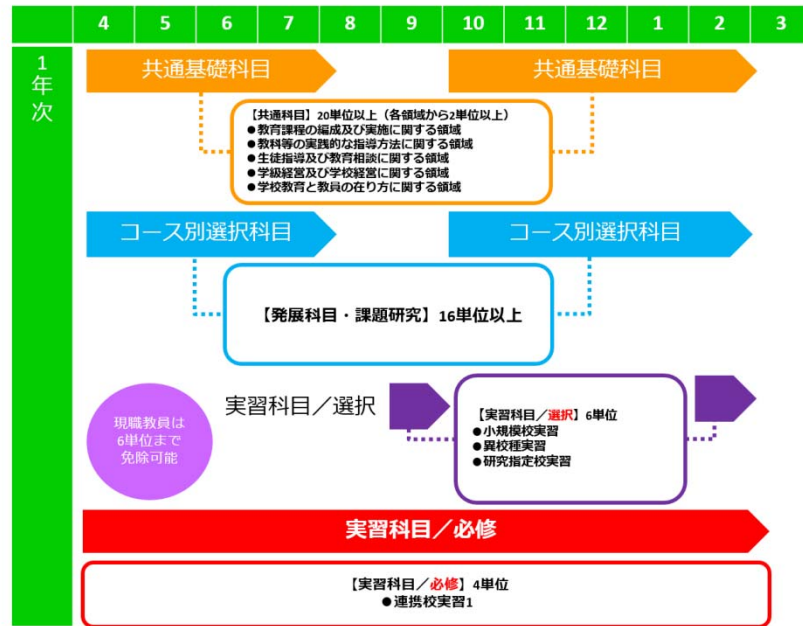 4 5 6 7 8 9 10 11 12 1 2 3
1
年
次
共通基礎科目
共通基礎科目
【共通科目】20単位以上（各領域から2単位以上）
●教育課程の編成及び実施に関する領域
●教科等の実践的な指導方法に関する領域
●生徒指導及び教育相談に関する領域
●学級経営及び学校経営に関する領域
●学校教育と教員の在り方に関する領域
コース別選択科目
コース別選択科目
【発展科目・課題研究】16単位以上
現職教員は
6単位まで
免除可能
実習科目／選択
【実習科目／選択】6単位
●小規模校実習
●異校種実習
●研究指定校実習
実習科目／必修
【実習科目／必修】4単位
●連携校実習1